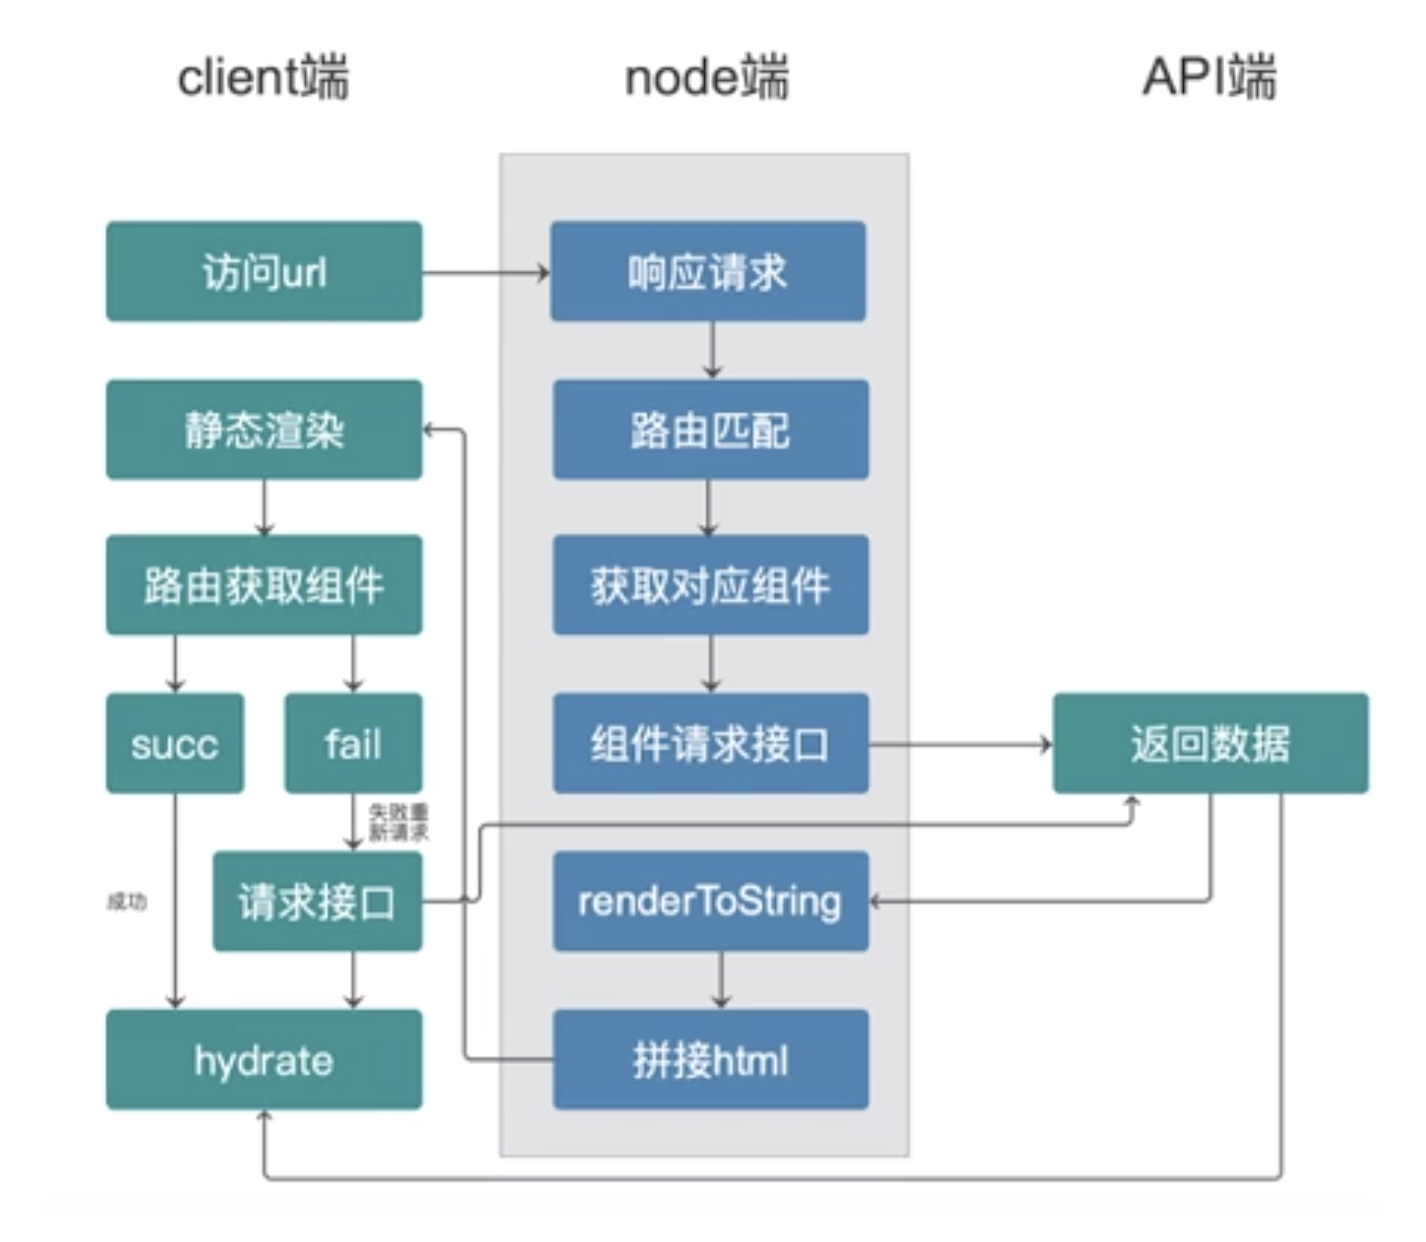 client端
node端
API端
访问url
响应请求
静态渲染
路由匹配
路由获取组件
获取对应组件
succ
fail
组件请求接口
返回数据
失败重
新请求
成功
请求接口
renderToString
hydrate
拼接html